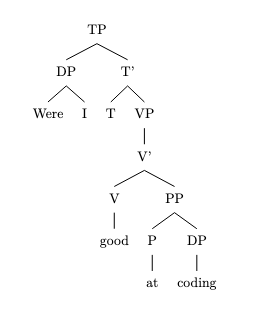 TP
DP T'
Were I T VP
V'
V PP
good P DP
at coding